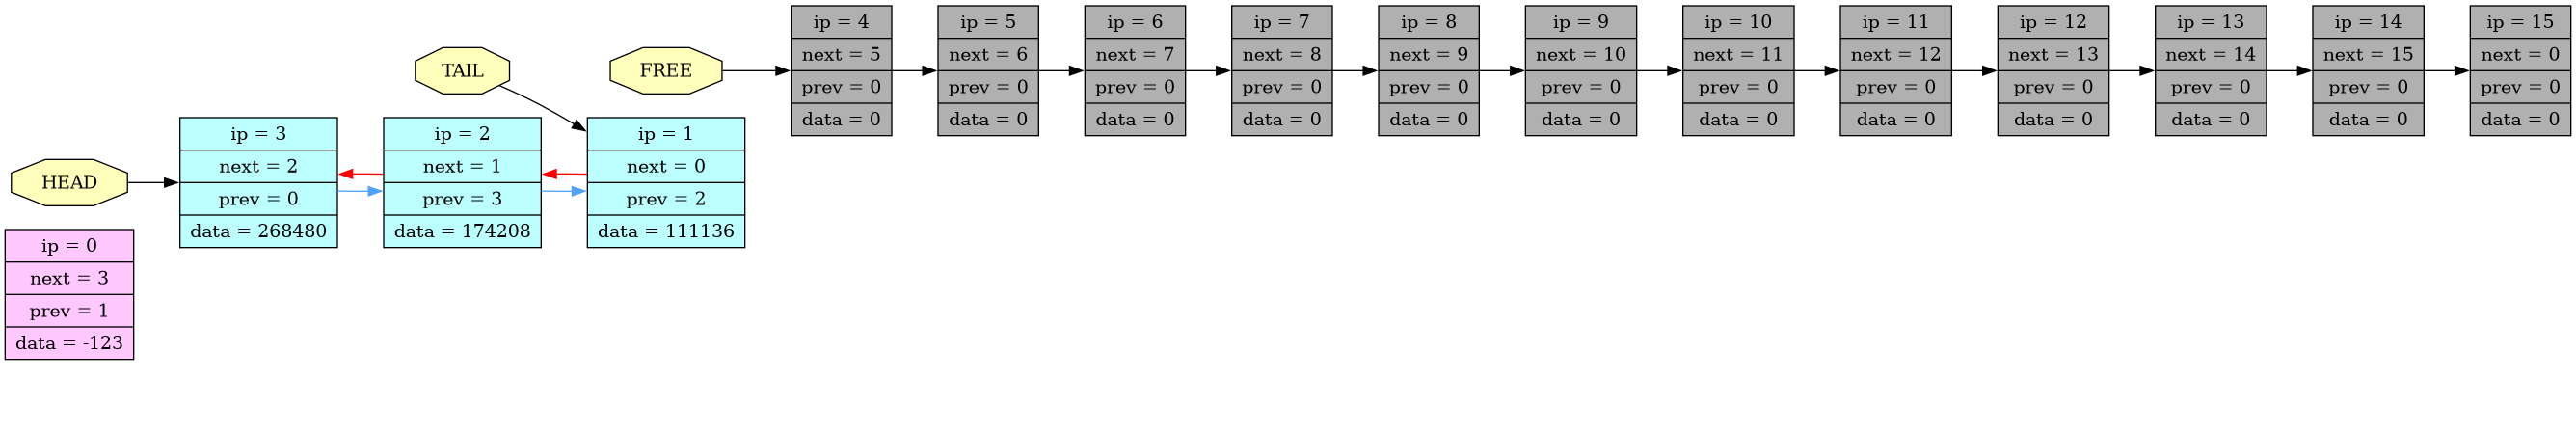 HEAD
ip = 0
next = 3
prev = 1
data = -123
ip = 3
next = 2
prev = 0
data = 268480
TAIL
ip = 2
next = 1
prev = 3
data = 174208
FREE
ip = 1
next = 0
prev = 2
data = 111136
ip = 4
next = 5
prev = 0
data = 0
ip = 5
next = 6
prev = 0
data = 0
ip = 6
next = 7
prev = 0
data = 0
ip = 7
next = 8
prev = 0
data = 0
ip = 8
next = 9
prev = 0
data = 0
ip = 9
next = 10
prev = 0
data = 0
ip = 10
next = 11
prev = 0
data = 0
ip = 11
next = 12
prev = 0
data = 0
ip = 12
next = 13
prev = 0
data = 0
ip = 13
next = 14
prev = 0
data = 0
ip = 14
next = 15
prev = 0
data = 0
ip = 15
next = 0
prev = 0
data = 0